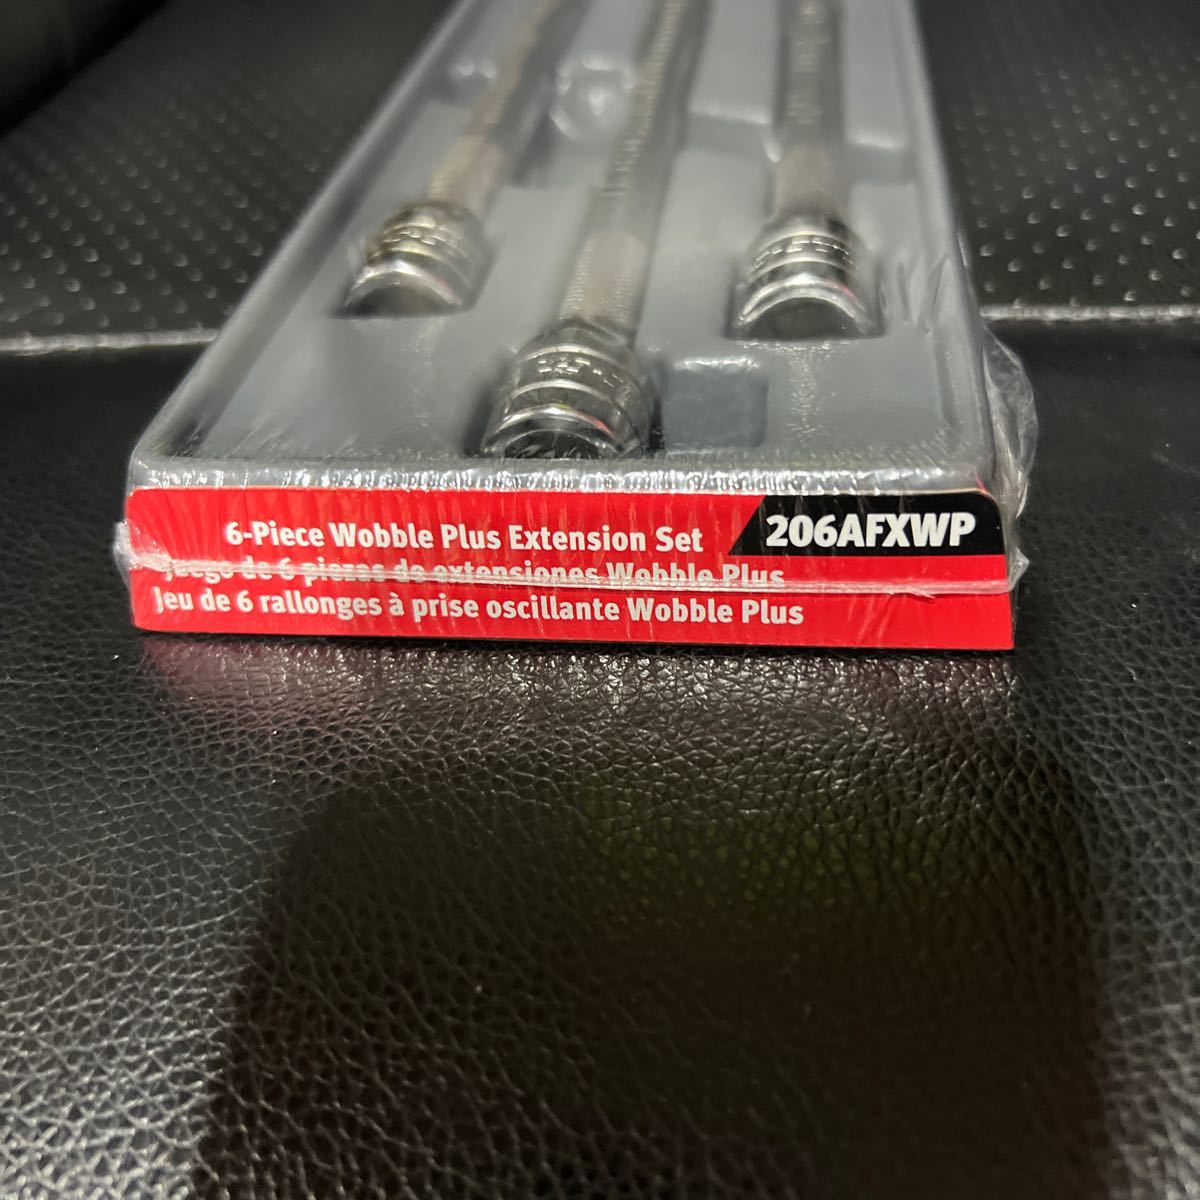 6-Piece Wobble Plus Extension Set
206AFXWP
Juego de 6 piezas de extensiones Wobble Plus
Jeu de 6 rallonges à prise oscillante Wobble Plus